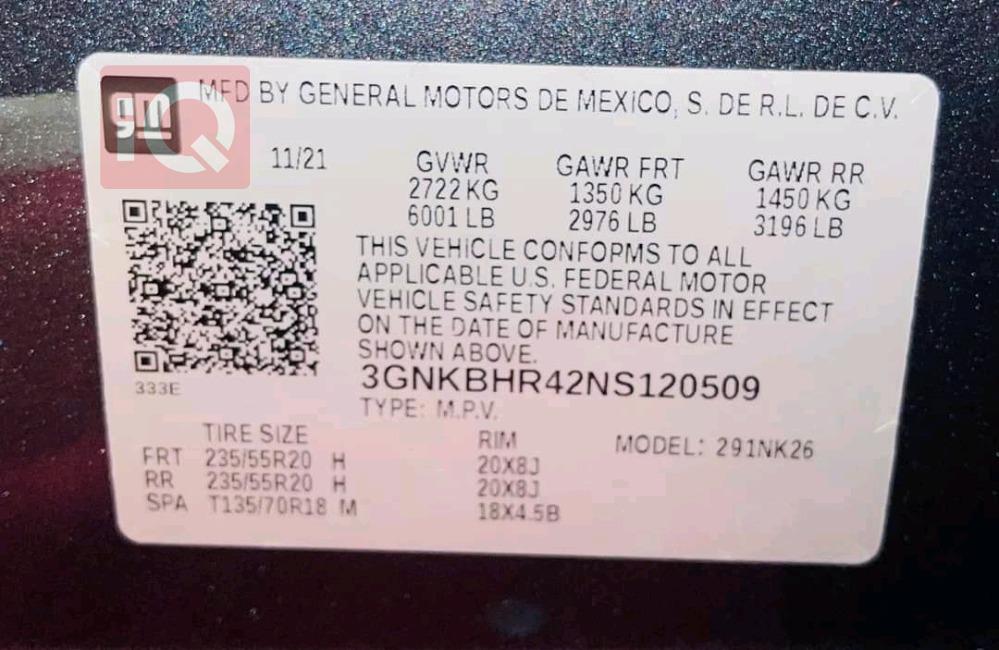 gm
IQ
MFD BY GENERAL MOTORS DE MEXICO, S. DE R.L. DE C.V.
11/21 GVWR GAWR FRT GAWR RR
2722 KG 1350 KG 1450 KG
6001 LB 2976 LB 3196 LB
THIS VEHICLE CONFORMS TO ALL
APPLICABLE U.S. FEDERAL MOTOR
VEHICLE SAFETY STANDARDS IN EFFECT
ON THE DATE OF MANUFACTURE
SHOWN ABOVE.
333E 3GNKBHR42NS120509
TYPE: M.P.V.
TIRE SIZE RIM MODEL: 291NK26
FRT 235/55R20 H 20X8J
RR 235/55R20 H 20X8J
SPA T135/70R18 M 18X4.5B